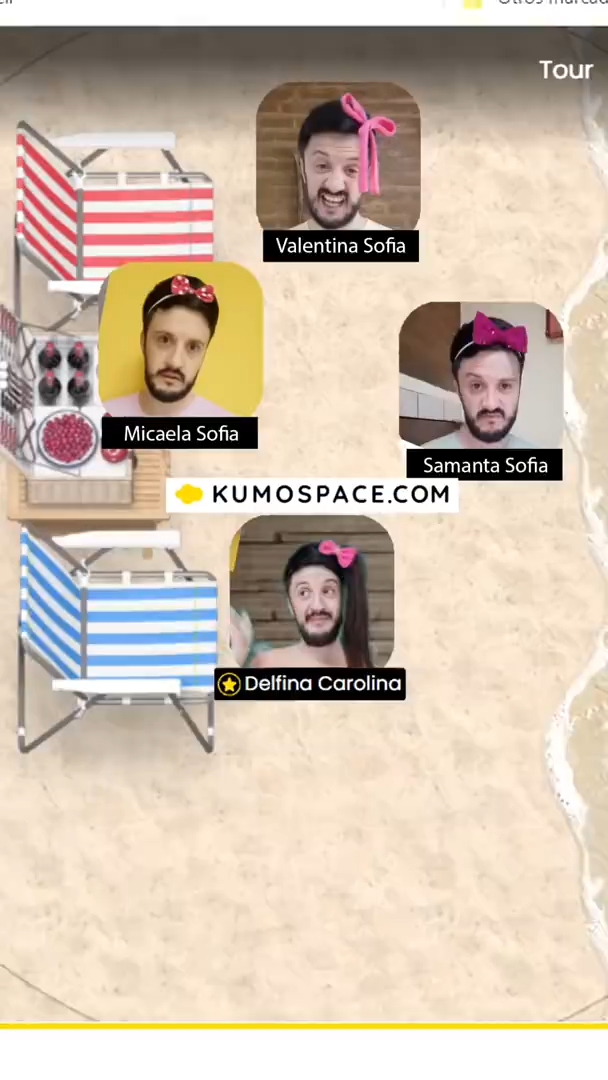 Tour
Valentina Sofia
Micaela Sofia
Samanta Sofia
KUMOSPACE.COM
Delfina Carolina